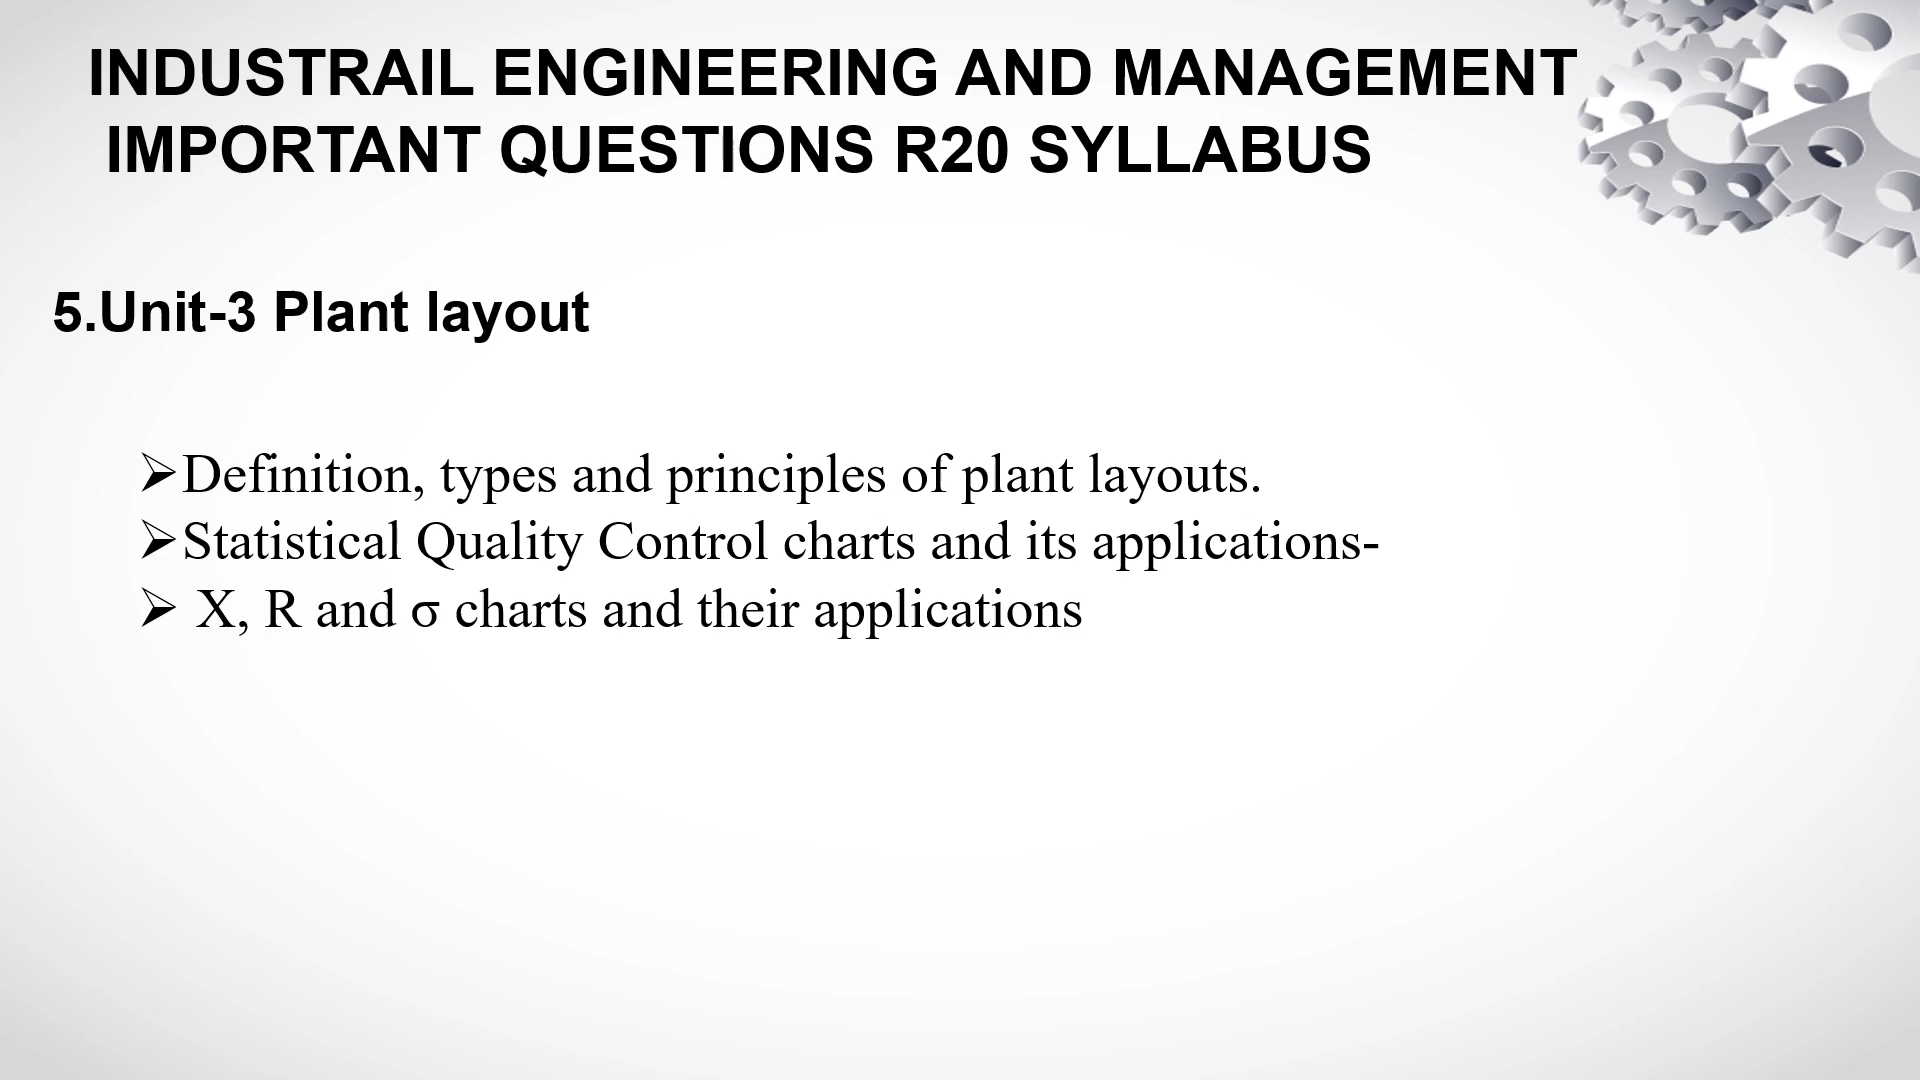 INDUSTRAIL ENGINEERING AND MANAGEMENT
IMPORTANT QUESTIONS R20 SYLLABUS
5.Unit-3 Plant layout
➢Definition, types and principles of plant layouts.
➢Statistical Quality Control charts and its applications-
➢ X, R and σ charts and their applications